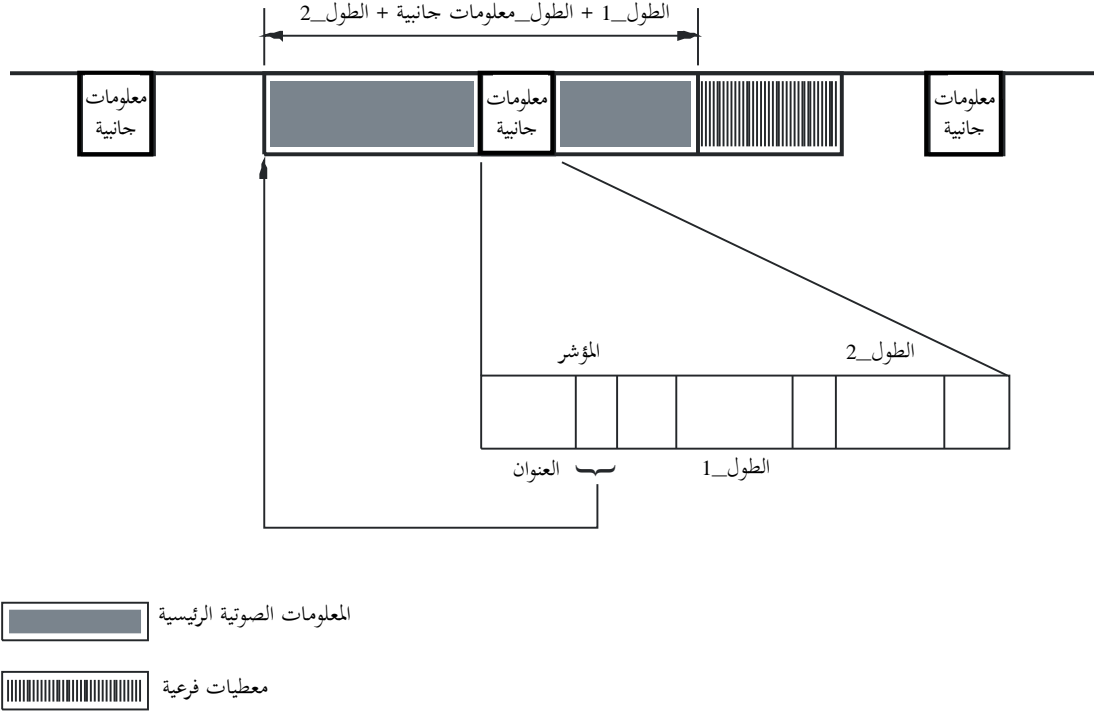 الطول_1 + الطول_معلومات جانبية + الطول_2
معلومات
جانبية
معلومات
جانبية
معلومات
جانبية
المؤشر
الطول_2
العنوان
الطول_1
المعلومات الصوتية الرئيسية
معطيات فرعية